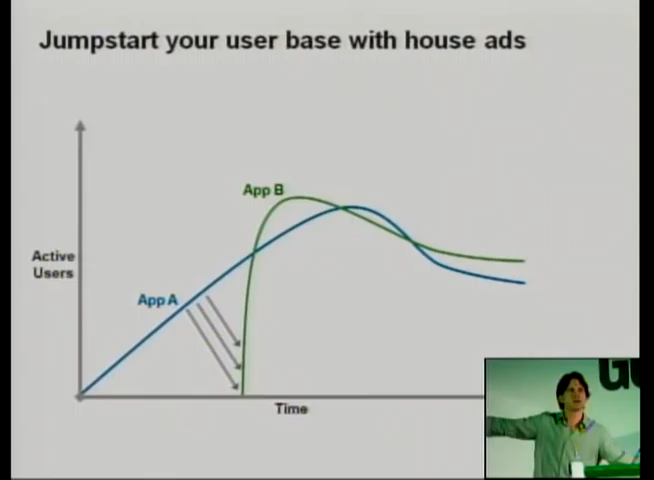 Jumpstart your user base with house ads
App B
Active
Users
App A
Time